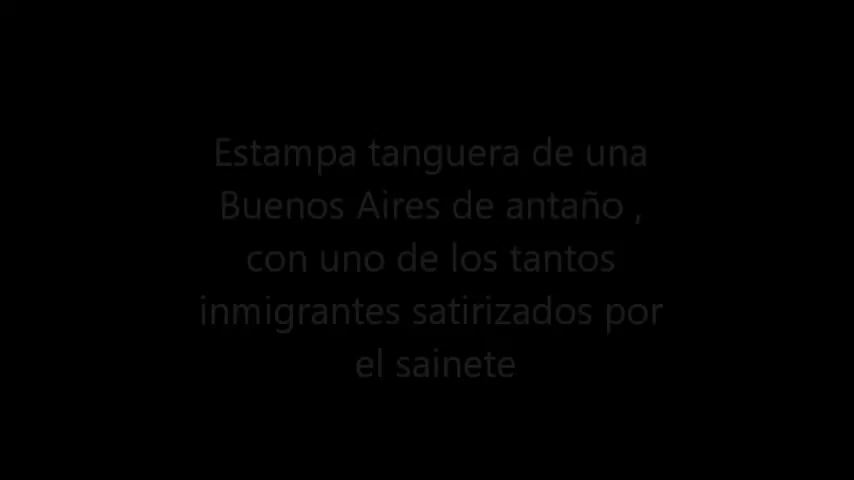 Estampa tanguera de una
Buenos Aires de antaño ,
con uno de los tantos
inmigrantes satirizados por
el sainete